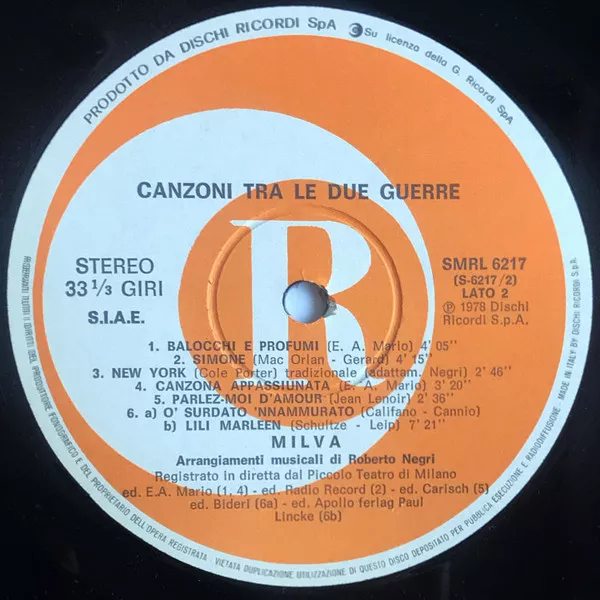 PRODOTTO DA DISCHI RICORDI SpA
C Su licenza della G. Ricordi SpA
CANZONI TRA LE DUE GUERRE
R
STEREO
33 1/3 GIRI
S.I.A.E.
SMRL 6217
(S-6217/2)
LATO 2
℗ 1978 Dischi
Ricordi S.p.A.
1. BALOCCHI E PROFUMI (E. A. Mario) 4' 05''
2. SIMONE (Mac Orlan - Gerard) 4' 15''
3. NEW YORK (Cole Porter) tradizionale (adattam. Negri) 2' 46''
4. CANZONA APPASSIUNATA (E. A. Mario) 3' 20''
5. PARLEZ-MOI D'AMOUR (Jean Lenoir) 2' 36''
6. a) O' SURDATO 'NNAMMURATO (Califano - Cannio)
b) LILI MARLEEN (Schultze - Leip) 7' 21''
MILVA
Arrangiamenti musicali di Roberto Negri
Registrato in diretta dal Piccolo Teatro di Milano
ed. E.A. Mario (1, 4) - ed. Radio Record (2) - ed. Carisch (5)
ed. Bideri (6a) - ed. Apollo ferlag Paul
Lincke (6b)
RISERVATI TUTTI I DIRITTI DEL PRODUTTORE FONOGRAFICO E DEL PROPRIETARIO DELL'OPERA REGISTRATA - VIETATA DUPLICAZIONE UTILIZZAZIONE DI QUESTO DISCO DEPOSITATO PER PUBBLICA ESECUZIONE E RADIODIFFUSIONE. MADE IN ITALY BY DISCHI RICORDI S.p.A.